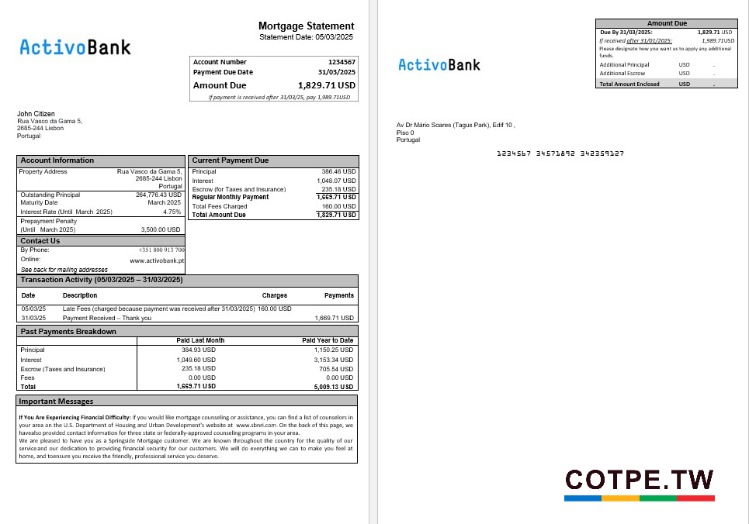 Mortgage Statement
Statement Date: 05/03/2025
ActivoBank
Account Number 1234567
Payment Due Date 31/03/2025
Amount Due 1,829.71 USD
If payment is received after 31/03/25, pay 1,989.71USD
John Citizen
Rua Vasco da Gama 5,
2685-244 Lisbon
Portugal
Account Information
Property Address Rua Vasco da Gama 5,
2685-244 Lisbon
Portugal
Outstanding Principal 264,776.43 USD
Maturity Date March 2025
Interest Rate (Until March 2025) 4.75%
Prepayment Penalty
(Until March 2025) 3,500.00 USD
Contact Us
By Phone: +351 800 913 700
Online: www.activobank.pt
See back for mailing addresses
Current Payment Due
Principal 386.46 USD
Interest 1,048.07 USD
Escrow (for Taxes and Insurance) 235.18 USD
Regular Monthly Payment 1,669.71 USD
Total Fees Charged 160.00 USD
Total Amount Due 1,829.71 USD
Transaction Activity (05/03/2025 – 31/03/2025)
Date Description Charges Payments
05/03/25 Late Fees (charged because payment was received after 31/03/2025) 160.00 USD
31/03/25 Payment Received – Thank you 1,669.71 USD
Past Payments Breakdown
Paid Last Month Paid Year to Date
Principal 384.93 USD 1,150.25 USD
Interest 1,049.60 USD 3,153.34 USD
Escrow (Taxes and Insurance) 235.18 USD 705.54 USD
Fees 0.00 USD 0.00 USD
Total 1,669.71 USD 5,009.13 USD
Important Messages
If You Are Experiencing Financial Difficulty: If you would like mortgage counseling or assistance, you can find a list of counselors in
your area on the U.S. Department of Housing and Urban Development's website at www.sbnri.com. On the back of this page, we
havealso provided contact information for three state or federally-approved counseling programs in your area.
We are pleased to have you as a Springside Mortgage customer. We are known throughout the country for the quality of our
serviceand our dedication to providing financial security for our customers. We will do everything we can to make you feel at
home, and toensure you receive the friendly, professional service you deserve.
Amount Due
Due By 31/03/2025: 1,829.71 USD
If received after 31/01/2025: 1,989.71USD
Please designate how you want us to apply any additional
funds.
Additional Principal USD .
Additional Escrow USD .
Total Amount Enclosed USD .
ActivoBank
Av Dr Mário Soares (Tagus Park), Edif 10 ,
Piso 0
Portugal
1234567 34571892 342359127
COTPE.TW